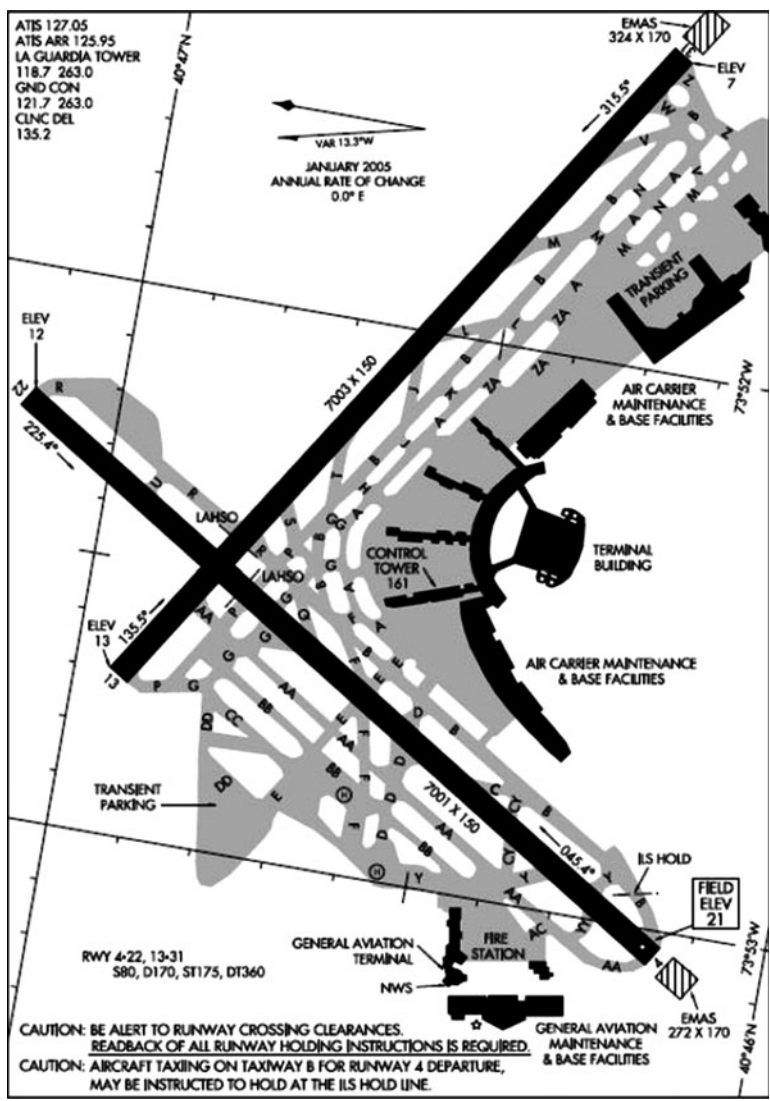 ATIS 127.05
ATIS ARR 125.95
LA GUARDIA TOWER
118.7 263.0
GND CON
121.7 263.0
CLNC DEL
135.2
40°47'N
EMAS
324 X 170
ELEV
7
315.5°
VAR 13.3°W
JANUARY 2005
ANNUAL RATE OF CHANGE
0.0° E
TRANSIENT
PARKING
73°52'W
ELEV
12
22
225.4°
7003 X 150
AIR CARRIER
MAINTENANCE
& BASE FACILITIES
LAHSO
LAHSO
CONTROL
TOWER
161
TERMINAL
BUILDING
ELEV
13
135.5°
13
AIR CARRIER MAINTENANCE
& BASE FACILITIES
TRANSIENT
PARKING
7001 X 150
045.4°
ILS HOLD
FIELD
ELEV
21
4
73°53'W
RWY 4-22, 13-31
S80, D170, ST175, DT360
GENERAL AVIATION
TERMINAL
NWS
FIRE
STATION
EMAS
272 X 170
GENERAL AVIATION
MAINTENANCE
& BASE FACILITIES
40°46'N
CAUTION: BE ALERT TO RUNWAY CROSSING CLEARANCES.
READBACK OF ALL RUNWAY HOLDING INSTRUCTIONS IS REQUIRED.
CAUTION: AIRCRAFT TAXIING ON TAXIWAY B FOR RUNWAY 4 DEPARTURE,
MAY BE INSTRUCTED TO HOLD AT THE ILS HOLD LINE.